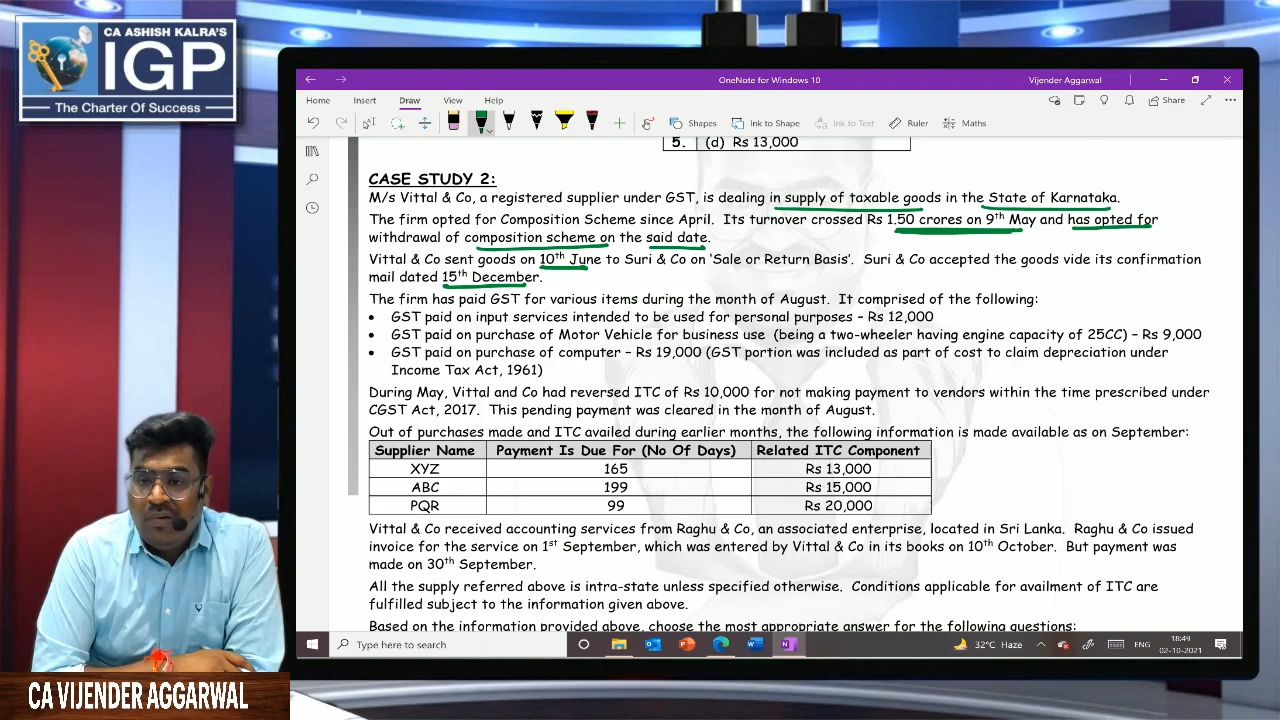 CA ASHISH KALRA'S
IGP
The Charter Of Success
OneNote for Windows 10
Vijender Aggarwal
Home Insert Draw View Help
Share
Shapes Ink to Shape Ink to Text Ruler Maths
5. (d) Rs 13,000
CASE STUDY 2:
M/s Vittal & Co, a registered supplier under GST, is dealing in supply of taxable goods in the State of Karnataka.
The firm opted for Composition Scheme since April. Its turnover crossed Rs 1.50 crores on 9th May and has opted for
withdrawal of composition scheme on the said date.
Vittal & Co sent goods on 10th June to Suri & Co on 'Sale or Return Basis'. Suri & Co accepted the goods vide its confirmation
mail dated 15th December.
The firm has paid GST for various items during the month of August. It comprised of the following:
• GST paid on input services intended to be used for personal purposes – Rs 12,000
• GST paid on purchase of Motor Vehicle for business use (being a two-wheeler having engine capacity of 25CC) – Rs 9,000
• GST paid on purchase of computer – Rs 19,000 (GST portion was included as part of cost to claim depreciation under
Income Tax Act, 1961)
During May, Vittal and Co had reversed ITC of Rs 10,000 for not making payment to vendors within the time prescribed under
CGST Act, 2017. This pending payment was cleared in the month of August.
Out of purchases made and ITC availed during earlier months, the following information is made available as on September:
Supplier Name Payment Is Due For (No Of Days) Related ITC Component
XYZ 165 Rs 13,000
ABC 199 Rs 15,000
PQR 99 Rs 20,000
Vittal & Co received accounting services from Raghu & Co, an associated enterprise, located in Sri Lanka. Raghu & Co issued
invoice for the service on 1st September, which was entered by Vittal & Co in its books on 10th October. But payment was
made on 30th September.
All the supply referred above is intra-state unless specified otherwise. Conditions applicable for availment of ITC are
fulfilled subject to the information given above.
Based on the information provided above, choose the most appropriate answer for the following questions:
Type here to search
32°C Haze
ENG
18:49
02-10-2021
CA VIJENDER AGGARWAL